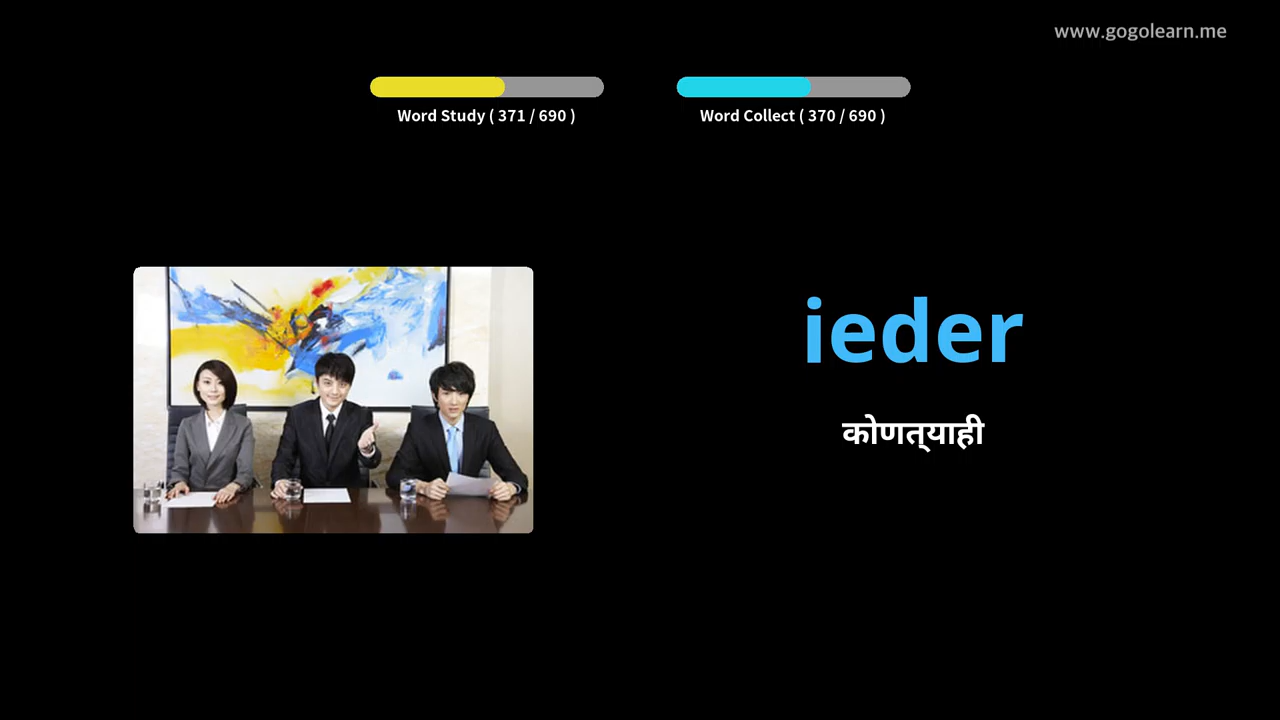 www.gogolearn.me
Word Study ( 371 / 690 )
Word Collect ( 370 / 690 )
ieder
कोणत्याही